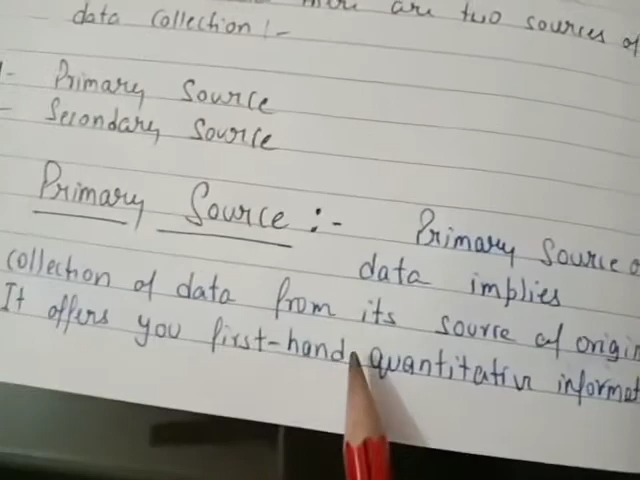 are two sources of
data collection :-
1- Primary Source
- Secondary Source
Primary Source :- Primary Source o
data implies
collection of data from its source of origin
It offers you first-hand quantitative informat